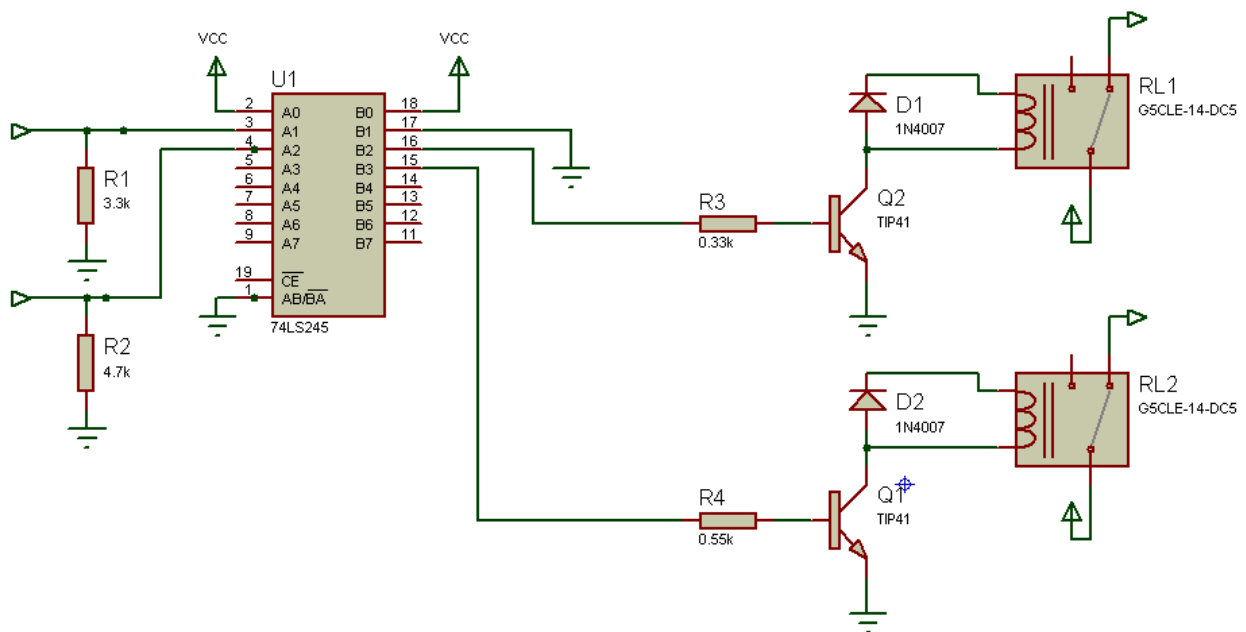 VCC
VCC
U1
2 A0 B0 18
3 A1 B1 17
4 A2 B2 16
5 A3 B3 15
6 A4 B4 14
7 A5 B5 13
8 A6 B6 12
9 A7 B7 11
19 CE
1 AB/BA
74LS245
R1
3.3k
R2
4.7k
R3
0.33k
R4
0.55k
D1
1N4007
Q2
TIP41
RL1
G5CLE-14-DC5
D2
1N4007
Q1
TIP41
RL2
G5CLE-14-DC5